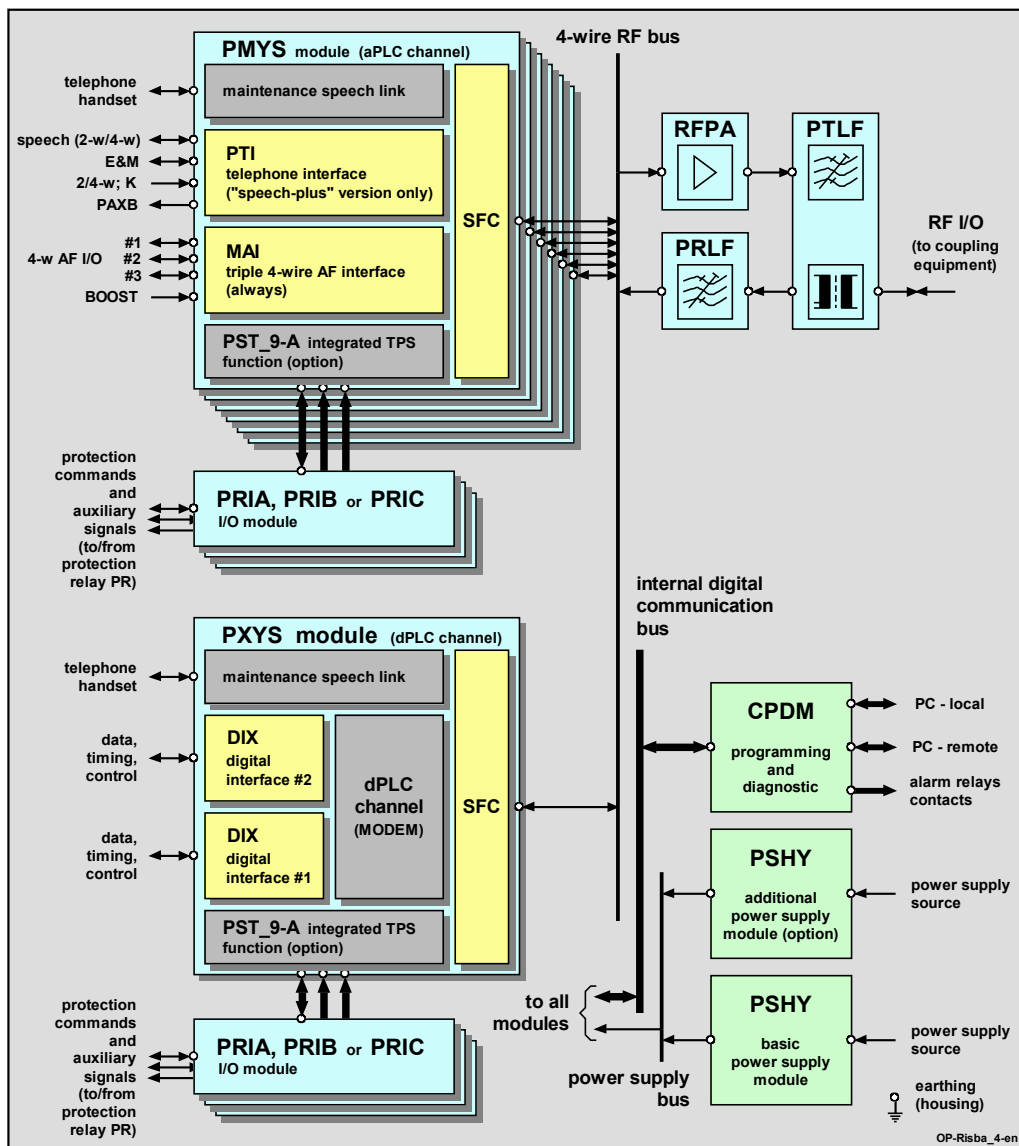 PMYS module (aPLC channel)
4-wire RF bus
telephone
handset
maintenance speech link
speech (2-w/4-w)
E&M
2/4-w; K
PAXB
PTI
telephone interface
("speech-plus" version only)
SFC
#1
4-w AF I/O #2
#3
BOOST
MAI
triple 4-wire AF interface
(always)
PST_9-A integrated TPS
function (option)
RFPA
PTLF
PRLF
RF I/O
(to coupling
equipment)
protection
commands
and
auxiliary
signals
(to/from
protection
relay PR)
PRIA, PRIB or PRIC
I/O module
internal digital
communication
bus
PXYS module (dPLC channel)
telephone
handset
maintenance speech link
data,
timing,
control
DIX
digital
interface #2
dPLC
channel
(MODEM)
SFC
data,
timing,
control
DIX
digital
interface #1
PST_9-A integrated TPS
function (option)
CPDM
programming
and
diagnostic
PC - local
PC - remote
alarm relays
contacts
PSHY
additional
power supply
module (option)
power supply
source
to all
modules
PSHY
basic
power supply
module
power supply
source
power supply
bus
protection
commands
and
auxiliary
signals
(to/from
protection
relay PR)
PRIA, PRIB or PRIC
I/O module
earthing
(housing)
OP-Risba_4-en